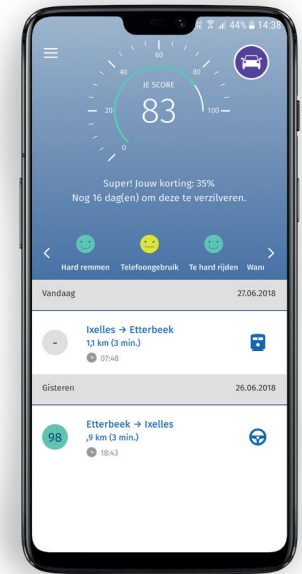 44% 14:38
60
40 80
JE SCORE
20 83 100
0
Super! Jouw korting: 35%
Nog 16 dag(en) om deze te verzilveren.
Hard remmen Telefoongebruik Te hard rijden Wann
Vandaag 27.06.2018
Ixelles → Etterbeek
- 1,1 km (3 min.)
07:48
Gisteren 26.06.2018
Etterbeek → Ixelles
98 ,9 km (3 min.)
18:43